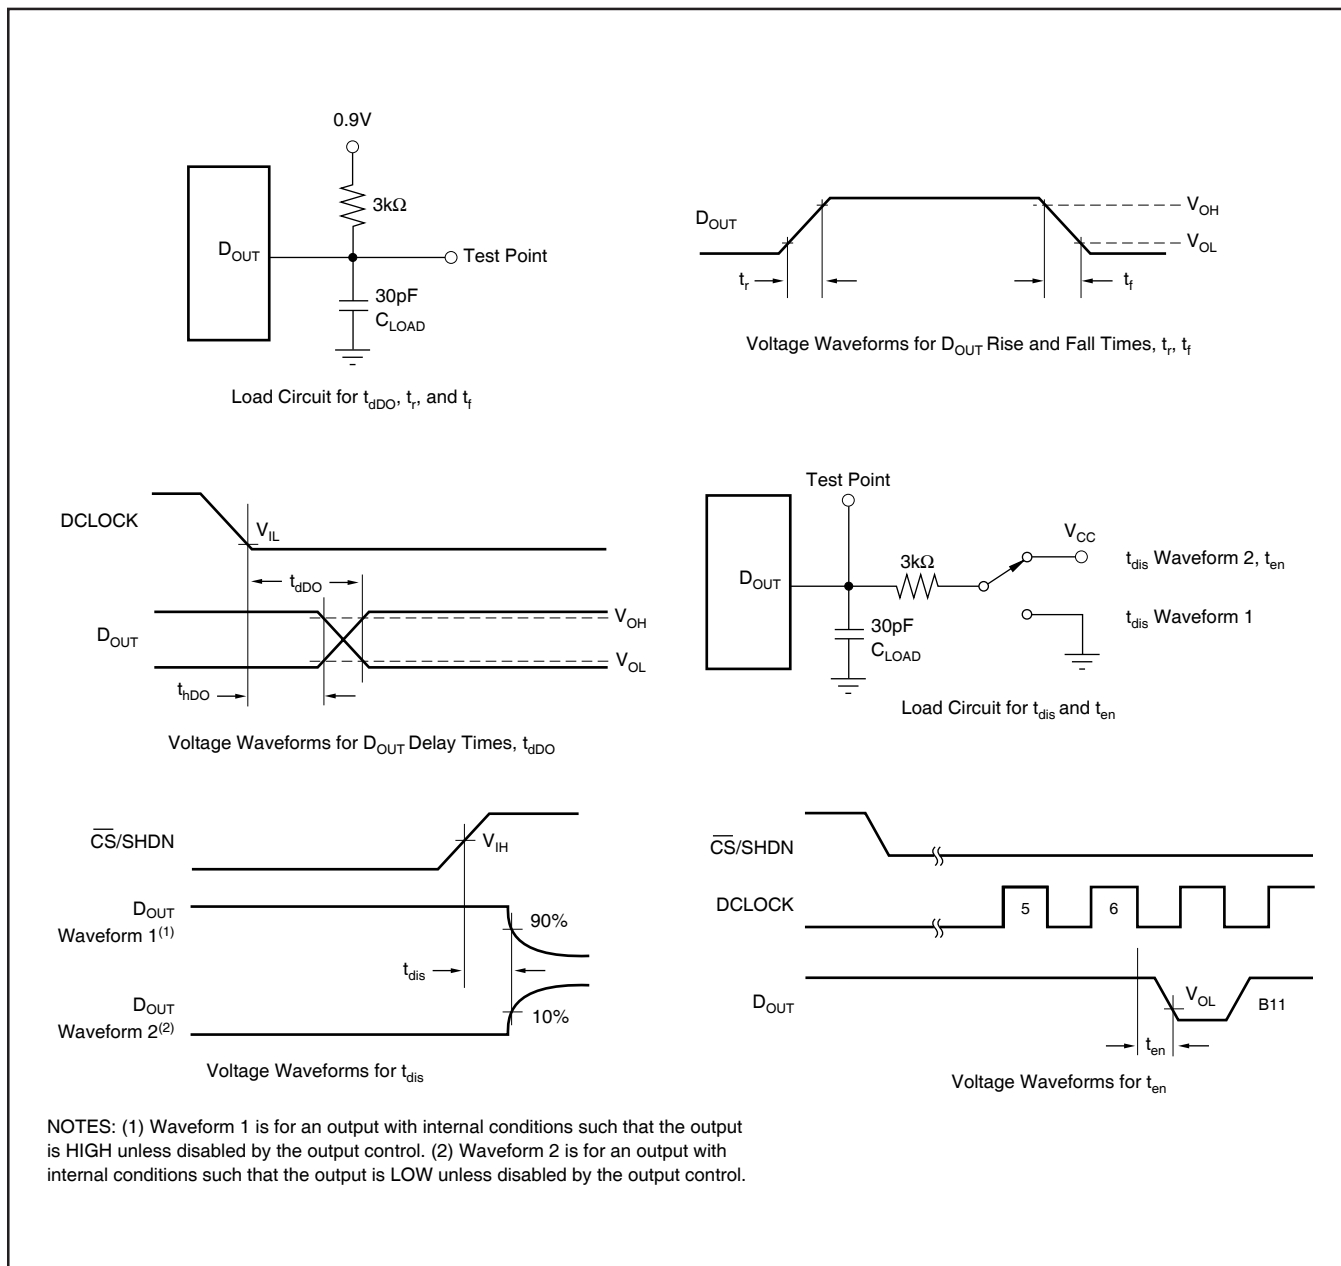 0.9V
3kΩ
D_OUT
Test Point
30pF
C_LOAD
Load Circuit for t_dDO, t_r, and t_f
D_OUT
V_OH
V_OL
t_r
t_f
Voltage Waveforms for D_OUT Rise and Fall Times, t_r, t_f
DCLOCK
V_IL
t_dDO
D_OUT
V_OH
V_OL
t_hDO
Voltage Waveforms for D_OUT Delay Times, t_dDO
Test Point
D_OUT
3kΩ
V_CC
t_dis Waveform 2, t_en
t_dis Waveform 1
30pF
C_LOAD
Load Circuit for t_dis and t_en
C̅S̅/SHDN
V_IH
D_OUT
Waveform 1(1)
90%
t_dis
D_OUT
Waveform 2(2)
10%
Voltage Waveforms for t_dis
C̅S̅/SHDN
DCLOCK
5
6
D_OUT
V_OL
B11
t_en
Voltage Waveforms for t_en
NOTES: (1) Waveform 1 is for an output with internal conditions such that the output
is HIGH unless disabled by the output control. (2) Waveform 2 is for an output with
internal conditions such that the output is LOW unless disabled by the output control.